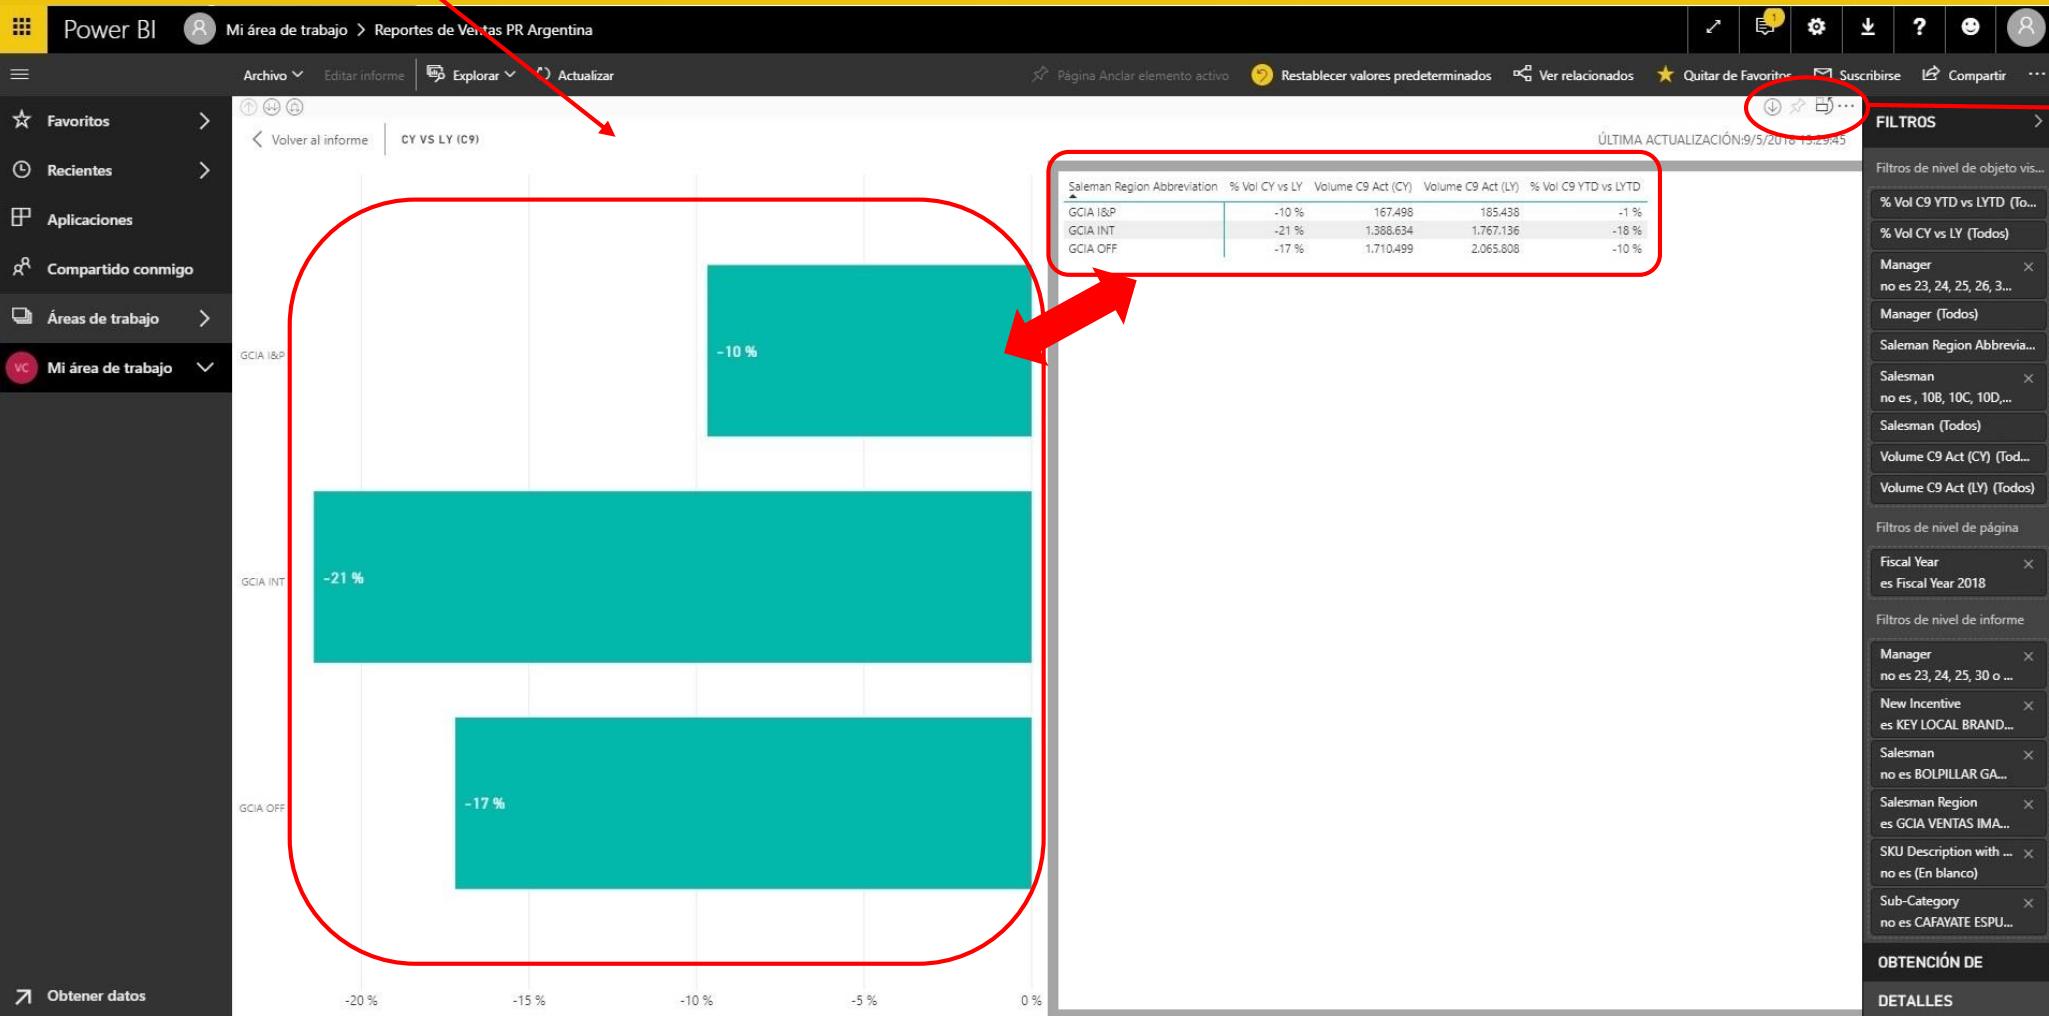 Power BI
Mi área de trabajo > Reportes de Ventas PR Argentina
1
?
Archivo
Editar informe
Explorar
Actualizar
Página Anclar elemento activo
Restablecer valores predeterminados
Ver relacionados
Quitar de Favoritos
Suscribirse
Compartir
Favoritos
Recientes
Aplicaciones
Compartido conmigo
Áreas de trabajo
VC
Mi área de trabajo
Obtener datos
Volver al informe
CY VS LY (C9)
ÚLTIMA ACTUALIZACIÓN:9/5/2018 15:29:45
GCIA I&P
-10 %
GCIA INT
-21 %
GCIA OFF
-17 %
-20 %
-15 %
-10 %
-5 %
0 %
Saleman Region Abbreviation % Vol CY vs LY Volume C9 Act (CY) Volume C9 Act (LY) % Vol C9 YTD vs LYTD
GCIA I&P -10 % 167.498 185.438 -1 %
GCIA INT -21 % 1.388.634 1.767.136 -18 %
GCIA OFF -17 % 1.710.499 2.065.808 -10 %
FILTROS
Filtros de nivel de objeto vis...
% Vol C9 YTD vs LYTD (To...
% Vol CY vs LY (Todos)
Manager
no es 23, 24, 25, 26, 3...
Manager (Todos)
Saleman Region Abbrevia...
Salesman
no es , 10B, 10C, 10D,...
Salesman (Todos)
Volume C9 Act (CY) (Tod...
Volume C9 Act (LY) (Todos)
Filtros de nivel de página
Fiscal Year
es Fiscal Year 2018
Filtros de nivel de informe
Manager
no es 23, 24, 25, 30 o ...
New Incentive
es KEY LOCAL BRAND...
Salesman
no es BOLPILLAR GA...
Salesman Region
es GCIA VENTAS IMA...
SKU Description with ...
no es (En blanco)
Sub-Category
no es CAFAYATE ESPU...
OBTENCIÓN DE
DETALLES